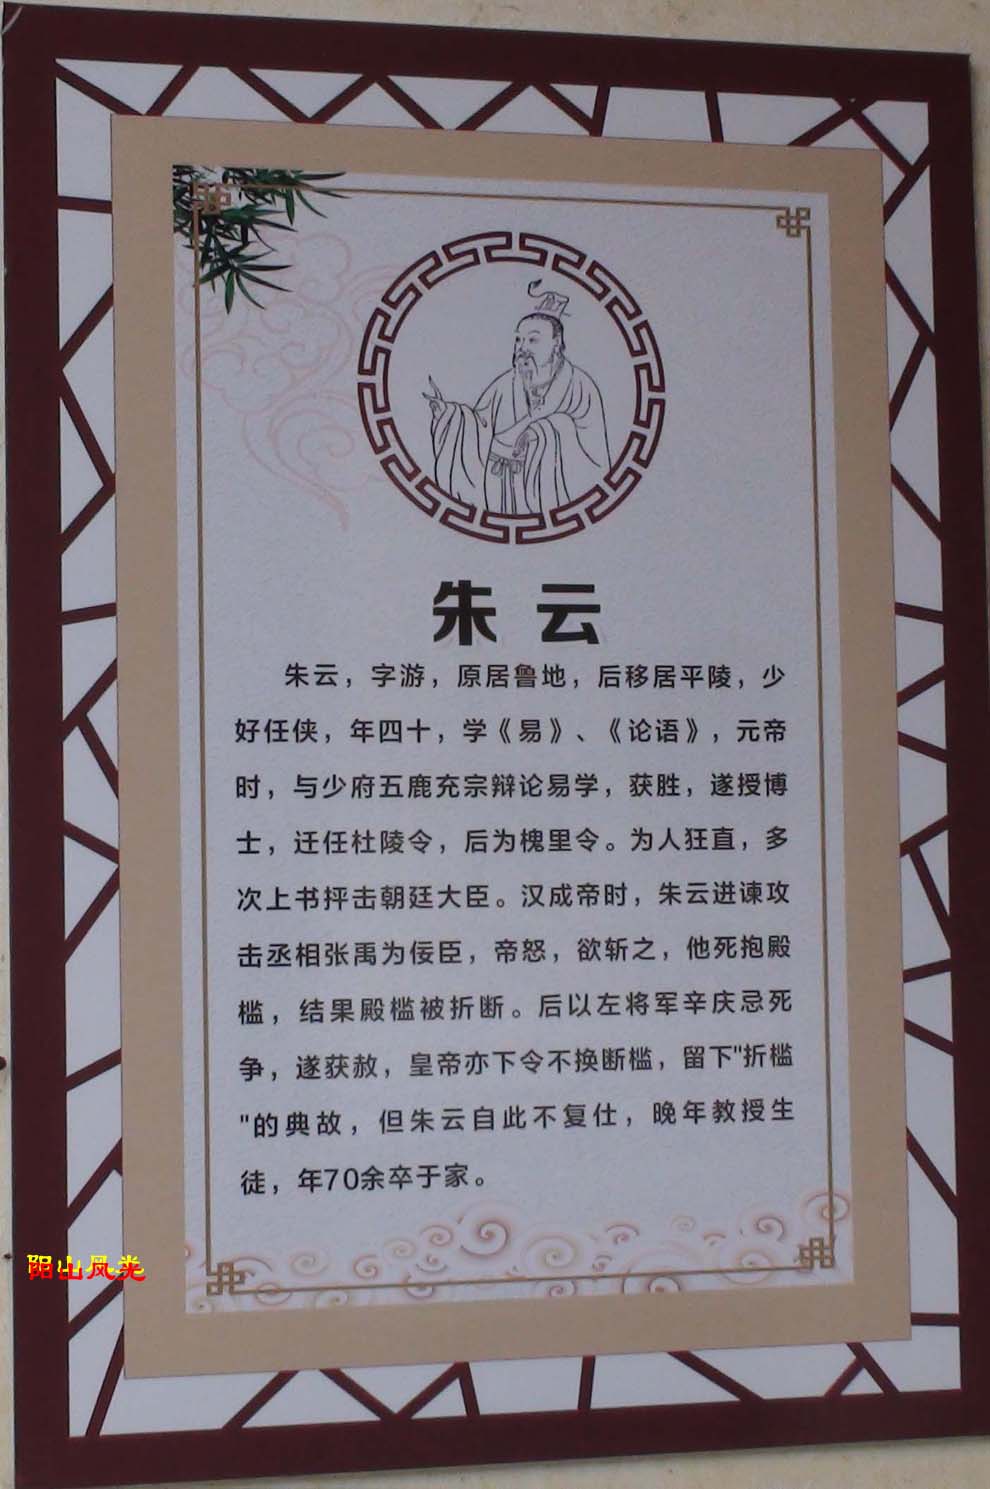 朱云
朱云，字游，原居鲁地，后移居平陵，少
好任侠，年四十，学《易》、《论语》，元帝
时，与少府五鹿充宗辩论易学，获胜，遂授博
士，迁任杜陵令，后为槐里令。为人狂直，多
次上书抨击朝廷大臣。汉成帝时，朱云进谏攻
击丞相张禹为佞臣，帝怒，欲斩之，他死抱殿
槛，结果殿槛被折断。后以左将军辛庆忌死
争，遂获赦，皇帝亦下令不换断槛，留下"折槛
"的典故，但朱云自此不复仕，晚年教授生
徒，年70余卒于家。
阳山风光